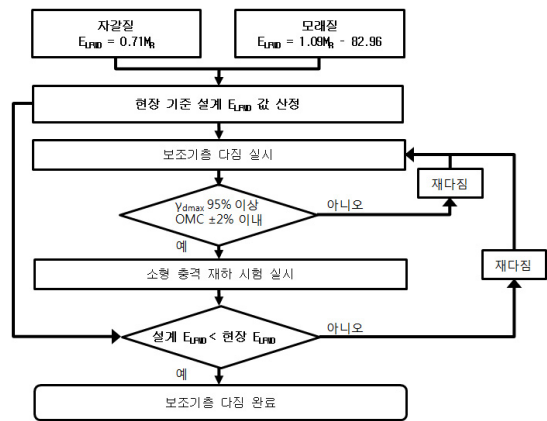 자갈질
E_LFWD = 0.71M_R
모래질
E_LFWD = 1.09M_R - 82.96
현장 기준 설계 E_LFWD 값 산정
보조기층 다짐 실시
재다짐
γdmax 95% 이상
OMC ±2% 이내
아니오
예
재다짐
소형 충격 재하 시험 실시
설계 E_LFWD < 현장 E_LFWD
아니오
예
보조기층 다짐 완료